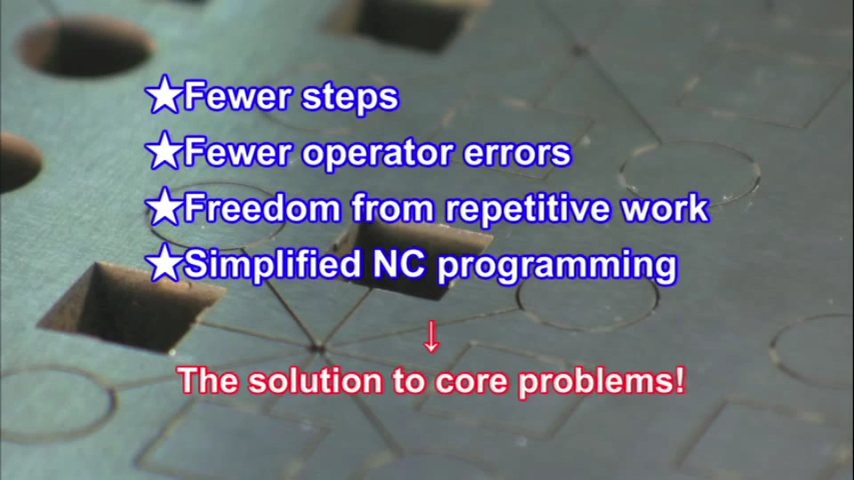 ★Fewer steps
★Fewer operator errors
★Freedom from repetitive work
★Simplified NC programming
↓
The solution to core problems!